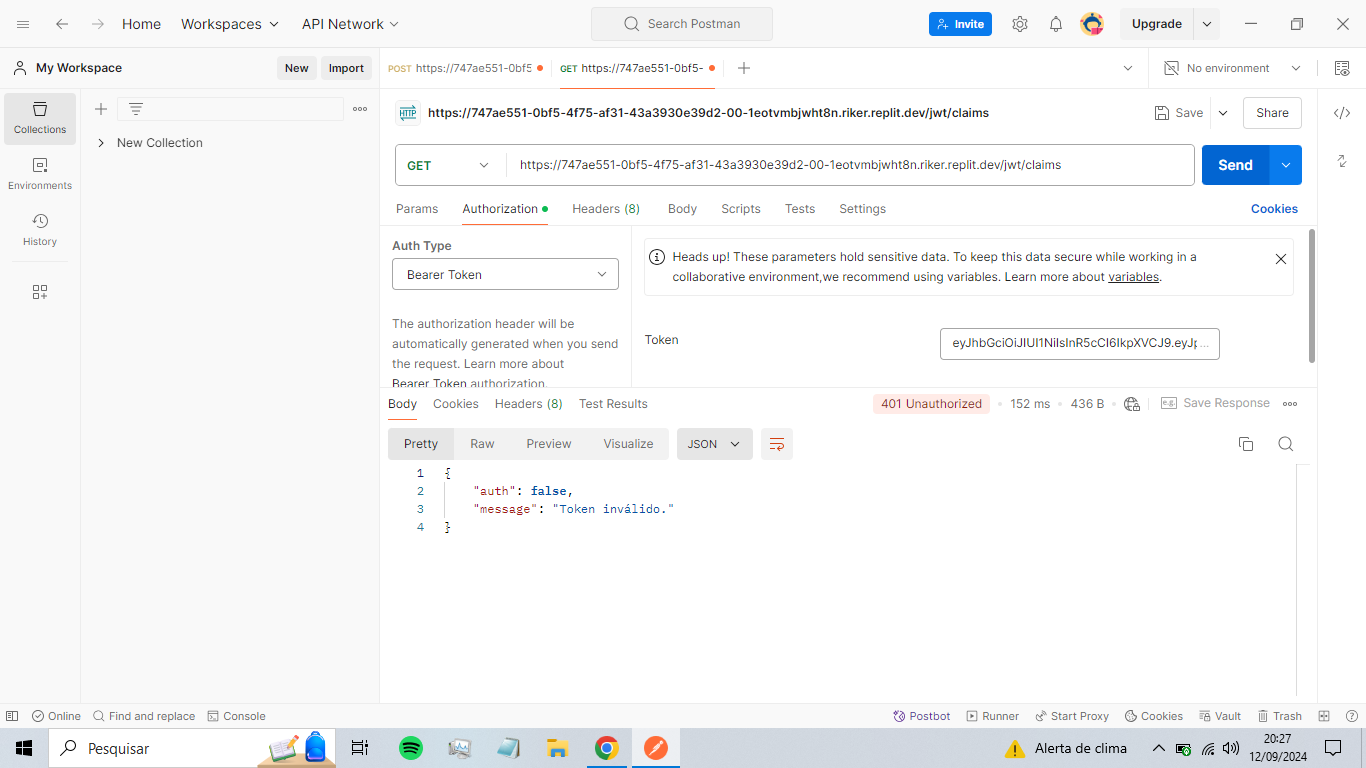 Home Workspaces API Network Search Postman Invite Upgrade
My Workspace New Import POST https://747ae551-0bf5 GET https://747ae551-0bf5- No environment
HTTP https://747ae551-0bf5-4f75-af31-43a3930e39d2-00-1eotvmbjwht8n.riker.replit.dev/jwt/claims Save Share
Collections
New Collection
Environments
History
GET https://747ae551-0bf5-4f75-af31-43a3930e39d2-00-1eotvmbjwht8n.riker.replit.dev/jwt/claims Send
Params Authorization Headers (8) Body Scripts Tests Settings Cookies
Auth Type
Bearer Token
The authorization header will be
automatically generated when you send
the request. Learn more about
Bearer Token authorization.
Heads up! These parameters hold sensitive data. To keep this data secure while working in a
collaborative environment,we recommend using variables. Learn more about variables.
Token eyJhbGciOiJIUI1NiIsInR5cCI6IkpXVCJ9.eyJp...
Body Cookies Headers (8) Test Results 401 Unauthorized 152 ms 436 B e.g. Save Response
Pretty Raw Preview Visualize JSON
1 {
2 "auth": false,
3 "message": "Token inválido."
4 }
Online Find and replace Console Postbot Runner Start Proxy Cookies Vault Trash
Pesquisar Alerta de clima 20:27
12/09/2024